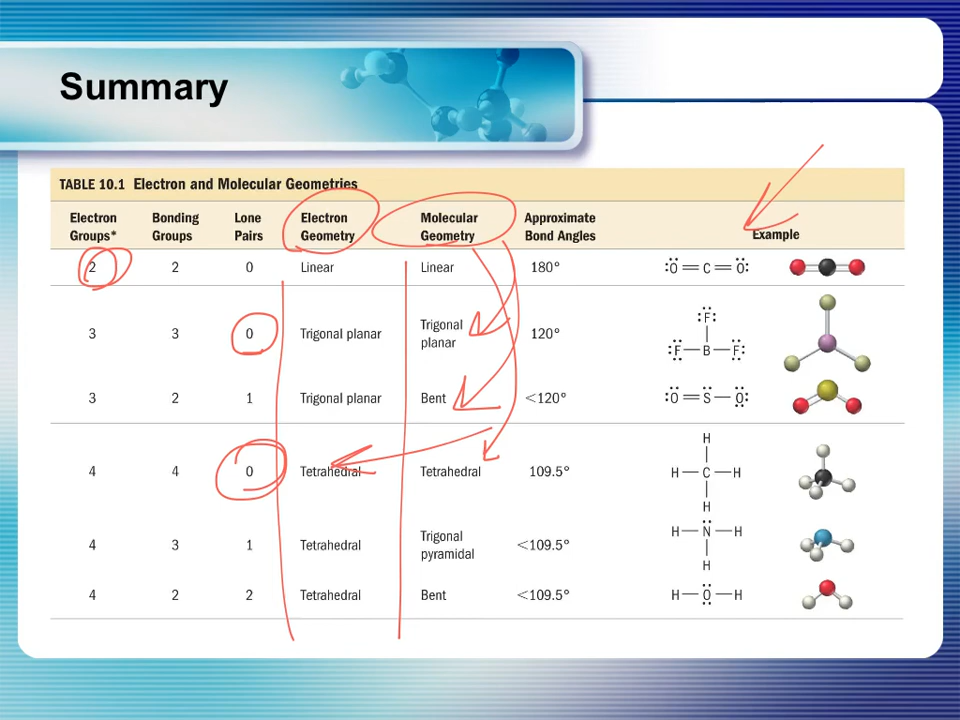 Summary
TABLE 10.1 Electron and Molecular Geometries
Electron Groups* Bonding Groups Lone Pairs Electron Geometry Molecular Geometry Approximate Bond Angles Example
2 2 0 Linear Linear 180° :O=C=O:
3 3 0 Trigonal planar Trigonal planar 120° :F: :F—B—F:
3 2 1 Trigonal planar Bent <120° :O=S—O:
4 4 0 Tetrahedral Tetrahedral 109.5° H H—C—H H
4 3 1 Tetrahedral Trigonal pyramidal <109.5° H—N—H H
4 2 2 Tetrahedral Bent <109.5° H—O—H